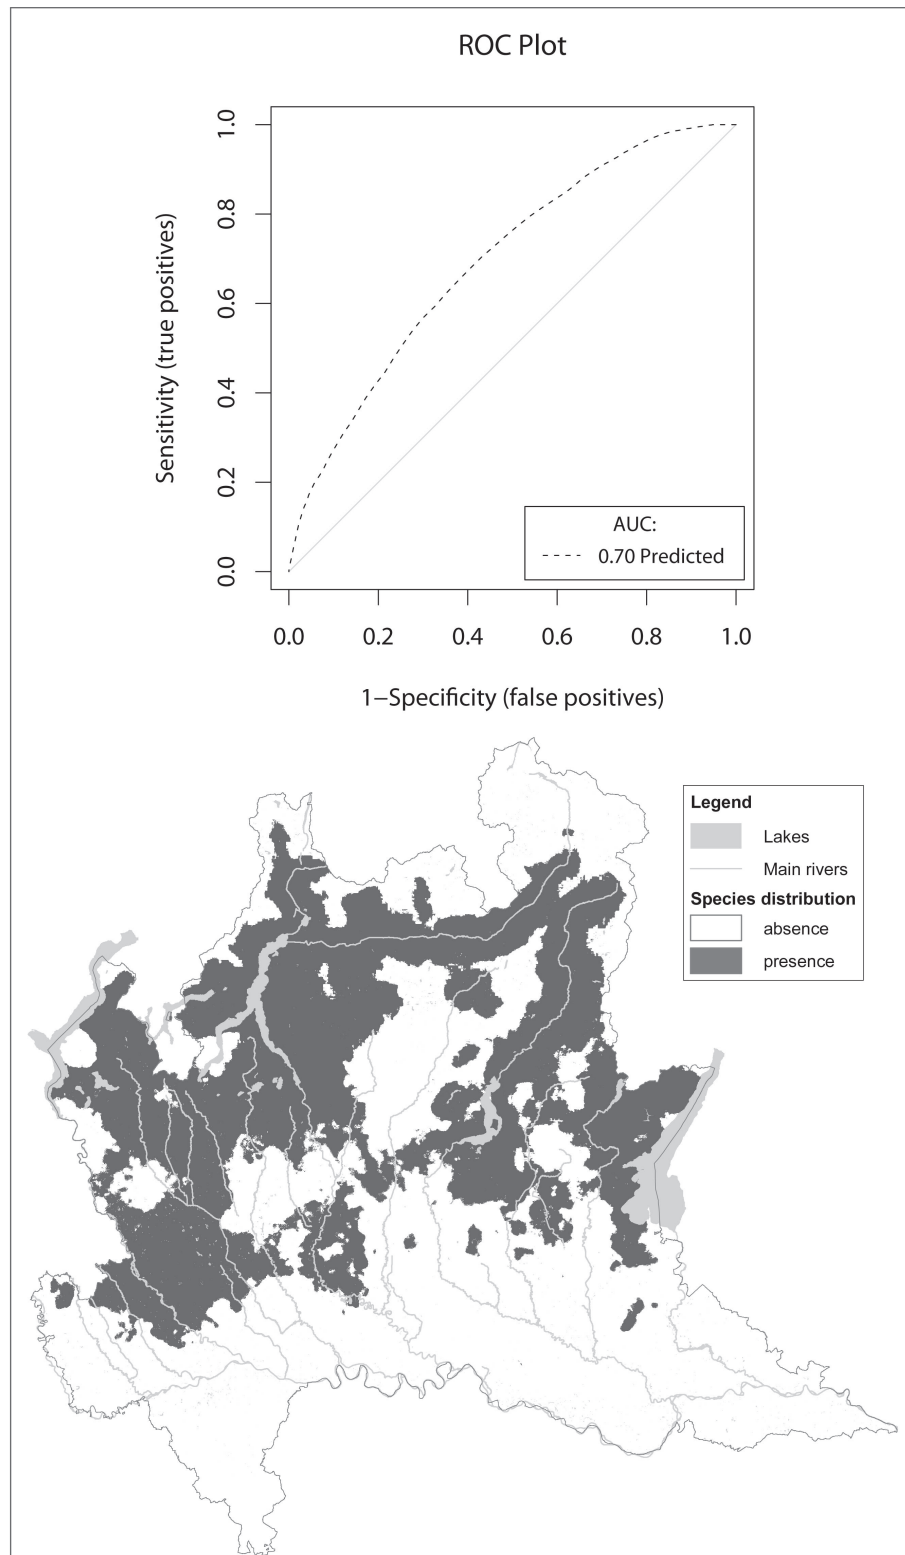 ROC Plot
Sensitivity (true positives)
1.0
0.8
0.6
0.4
0.2
0.0
AUC:
0.70 Predicted
0.0 0.2 0.4 0.6 0.8 1.0
1−Specificity (false positives)
Legend
Lakes
Main rivers
Species distribution
absence
presence